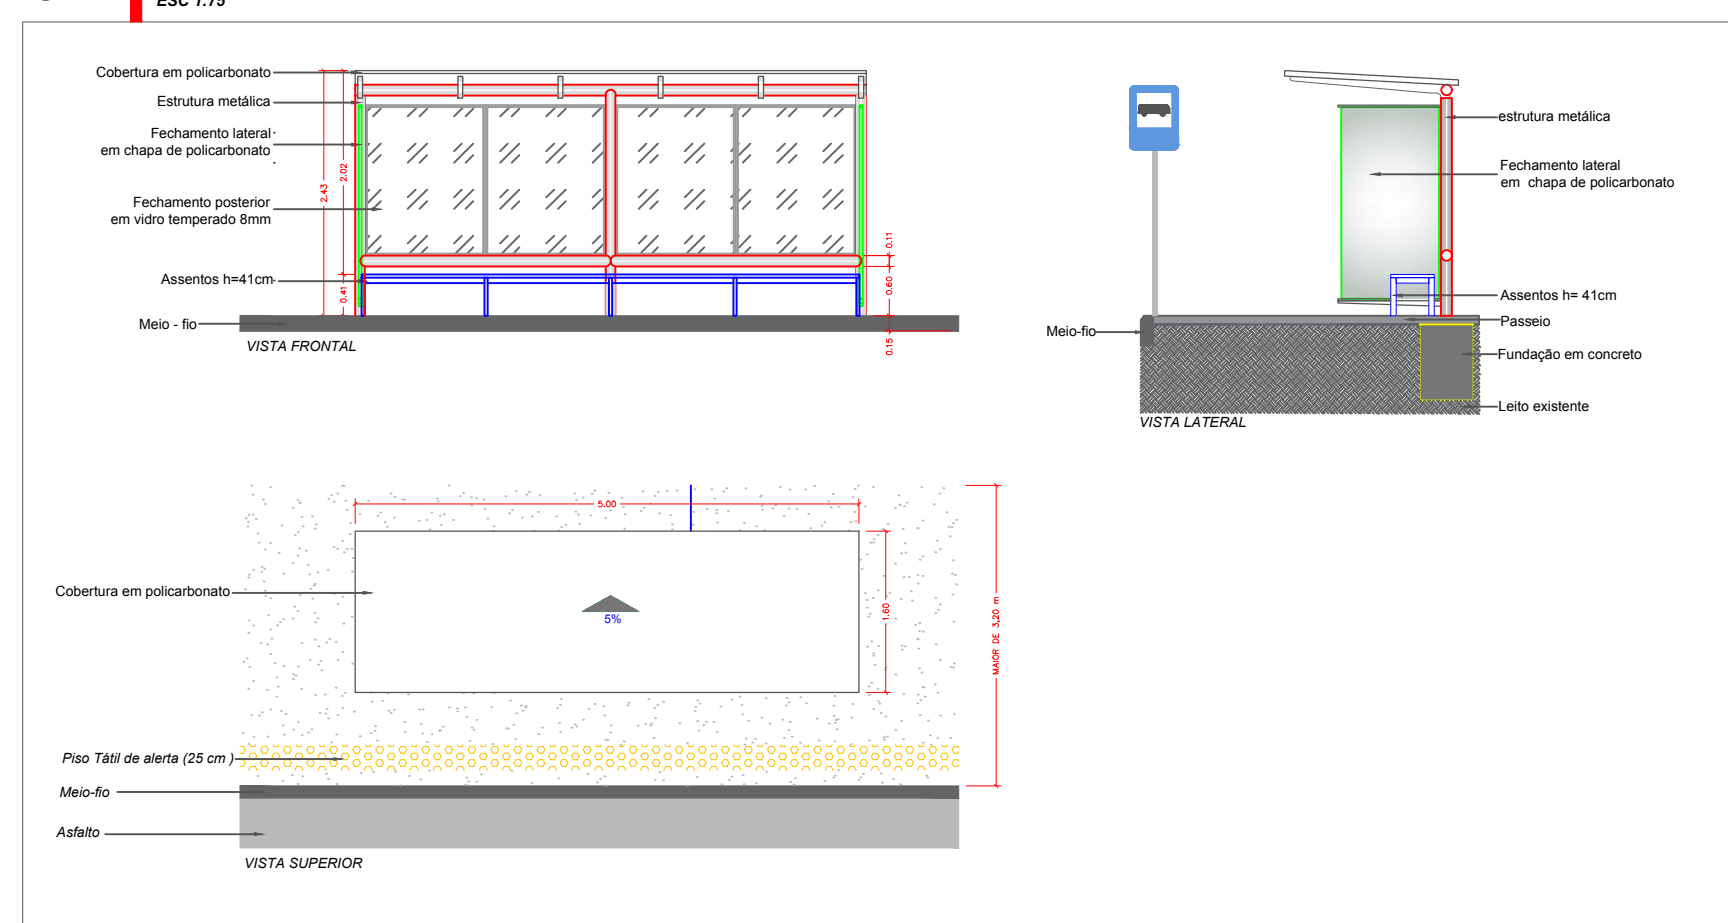 ESC 1:75
Cobertura em policarbonato
Estrutura metálica
Fechamento lateral
em chapa de policarbonato
Fechamento posterior
em vidro temperado 8mm
Assentos h=41cm
Meio - fio
2.43
2.02
0.41
0.11
0.60
0.15
VISTA FRONTAL
estrutura metálica
Fechamento lateral
em chapa de policarbonato
Assentos h= 41cm
Passeio
Meio-fio
Fundação em concreto
Leito existente
VISTA LATERAL
5.00
Cobertura em policarbonato
5%
1.60
MAIOR DE 3,20 m
Piso Tátil de alerta (25 cm )
Meio-fio
Asfalto
VISTA SUPERIOR